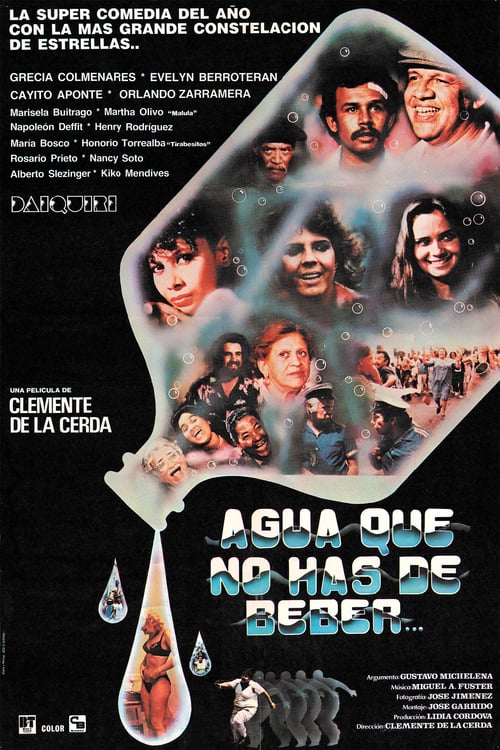 LA SUPER COMEDIA DEL AÑO
CON LA MAS GRANDE CONSTELACION
DE ESTRELLAS..
GRECIA COLMENARES * EVELYN BERROTERAN
CAYITO APONTE * ORLANDO ZARRAMERA
Marisela Buitrago * Martha Olivo "Malula"
Napoleón Deffit * Henry Rodríguez
María Bosco * Honorio Torrealba "Tirabesitos"
Rosario Prieto * Nancy Soto
Alberto Slezinger * Kiko Mendives
DAIQUIRI
UNA PELICULA DE
CLEMENTE
DE LA CERDA
AGUA QUE
NO HAS DE
BEBER...
Argumento: GUSTAVO MICHELENA
Música: MIGUEL A. FUSTER
Fotografía: JOSE JIMENEZ
Montaje: JOSE GARRIDO
Producción: LIDIA CORDOVA
Dirección: CLEMENTE DE LA CERDA
BT
COLOR